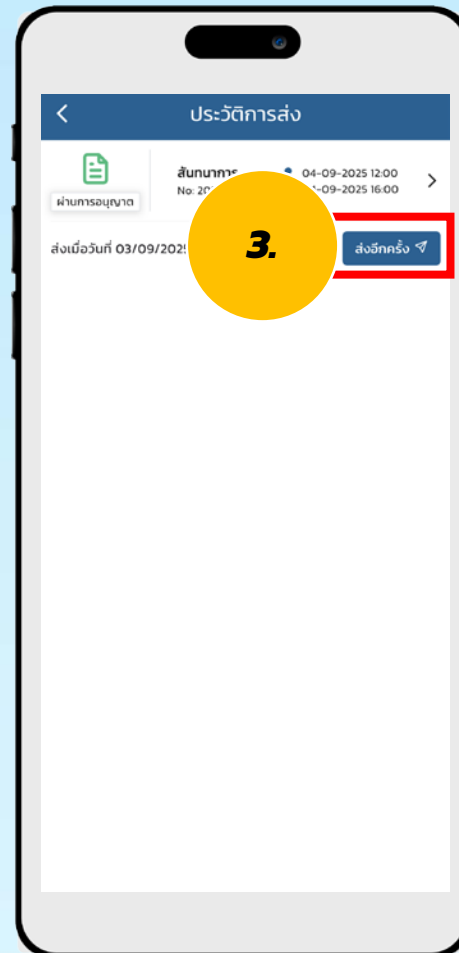 ประวัติการส่ง
สันทนาการ 04-09-2025 12:00
No: -09-2025 16:00
ผ่านการอนุญาต
ส่งเมื่อวันที่ 03/09/202
3.
ส่งอีกครั้ง